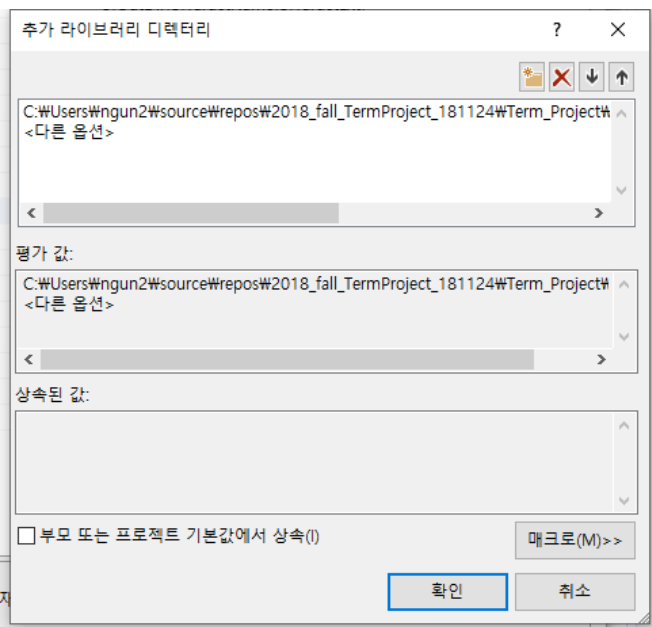 추가 라이브러리 디렉터리
?
C:₩Users₩ngun2₩source₩repos₩2018_fall_TermProject_181124₩Term_Project₩
<다른 옵션>
평가 값:
C:₩Users₩ngun2₩source₩repos₩2018_fall_TermProject_181124₩Term_Project₩
<다른 옵션>
상속된 값:
부모 또는 프로젝트 기본값에서 상속(I)
매크로(M)>>
확인
취소